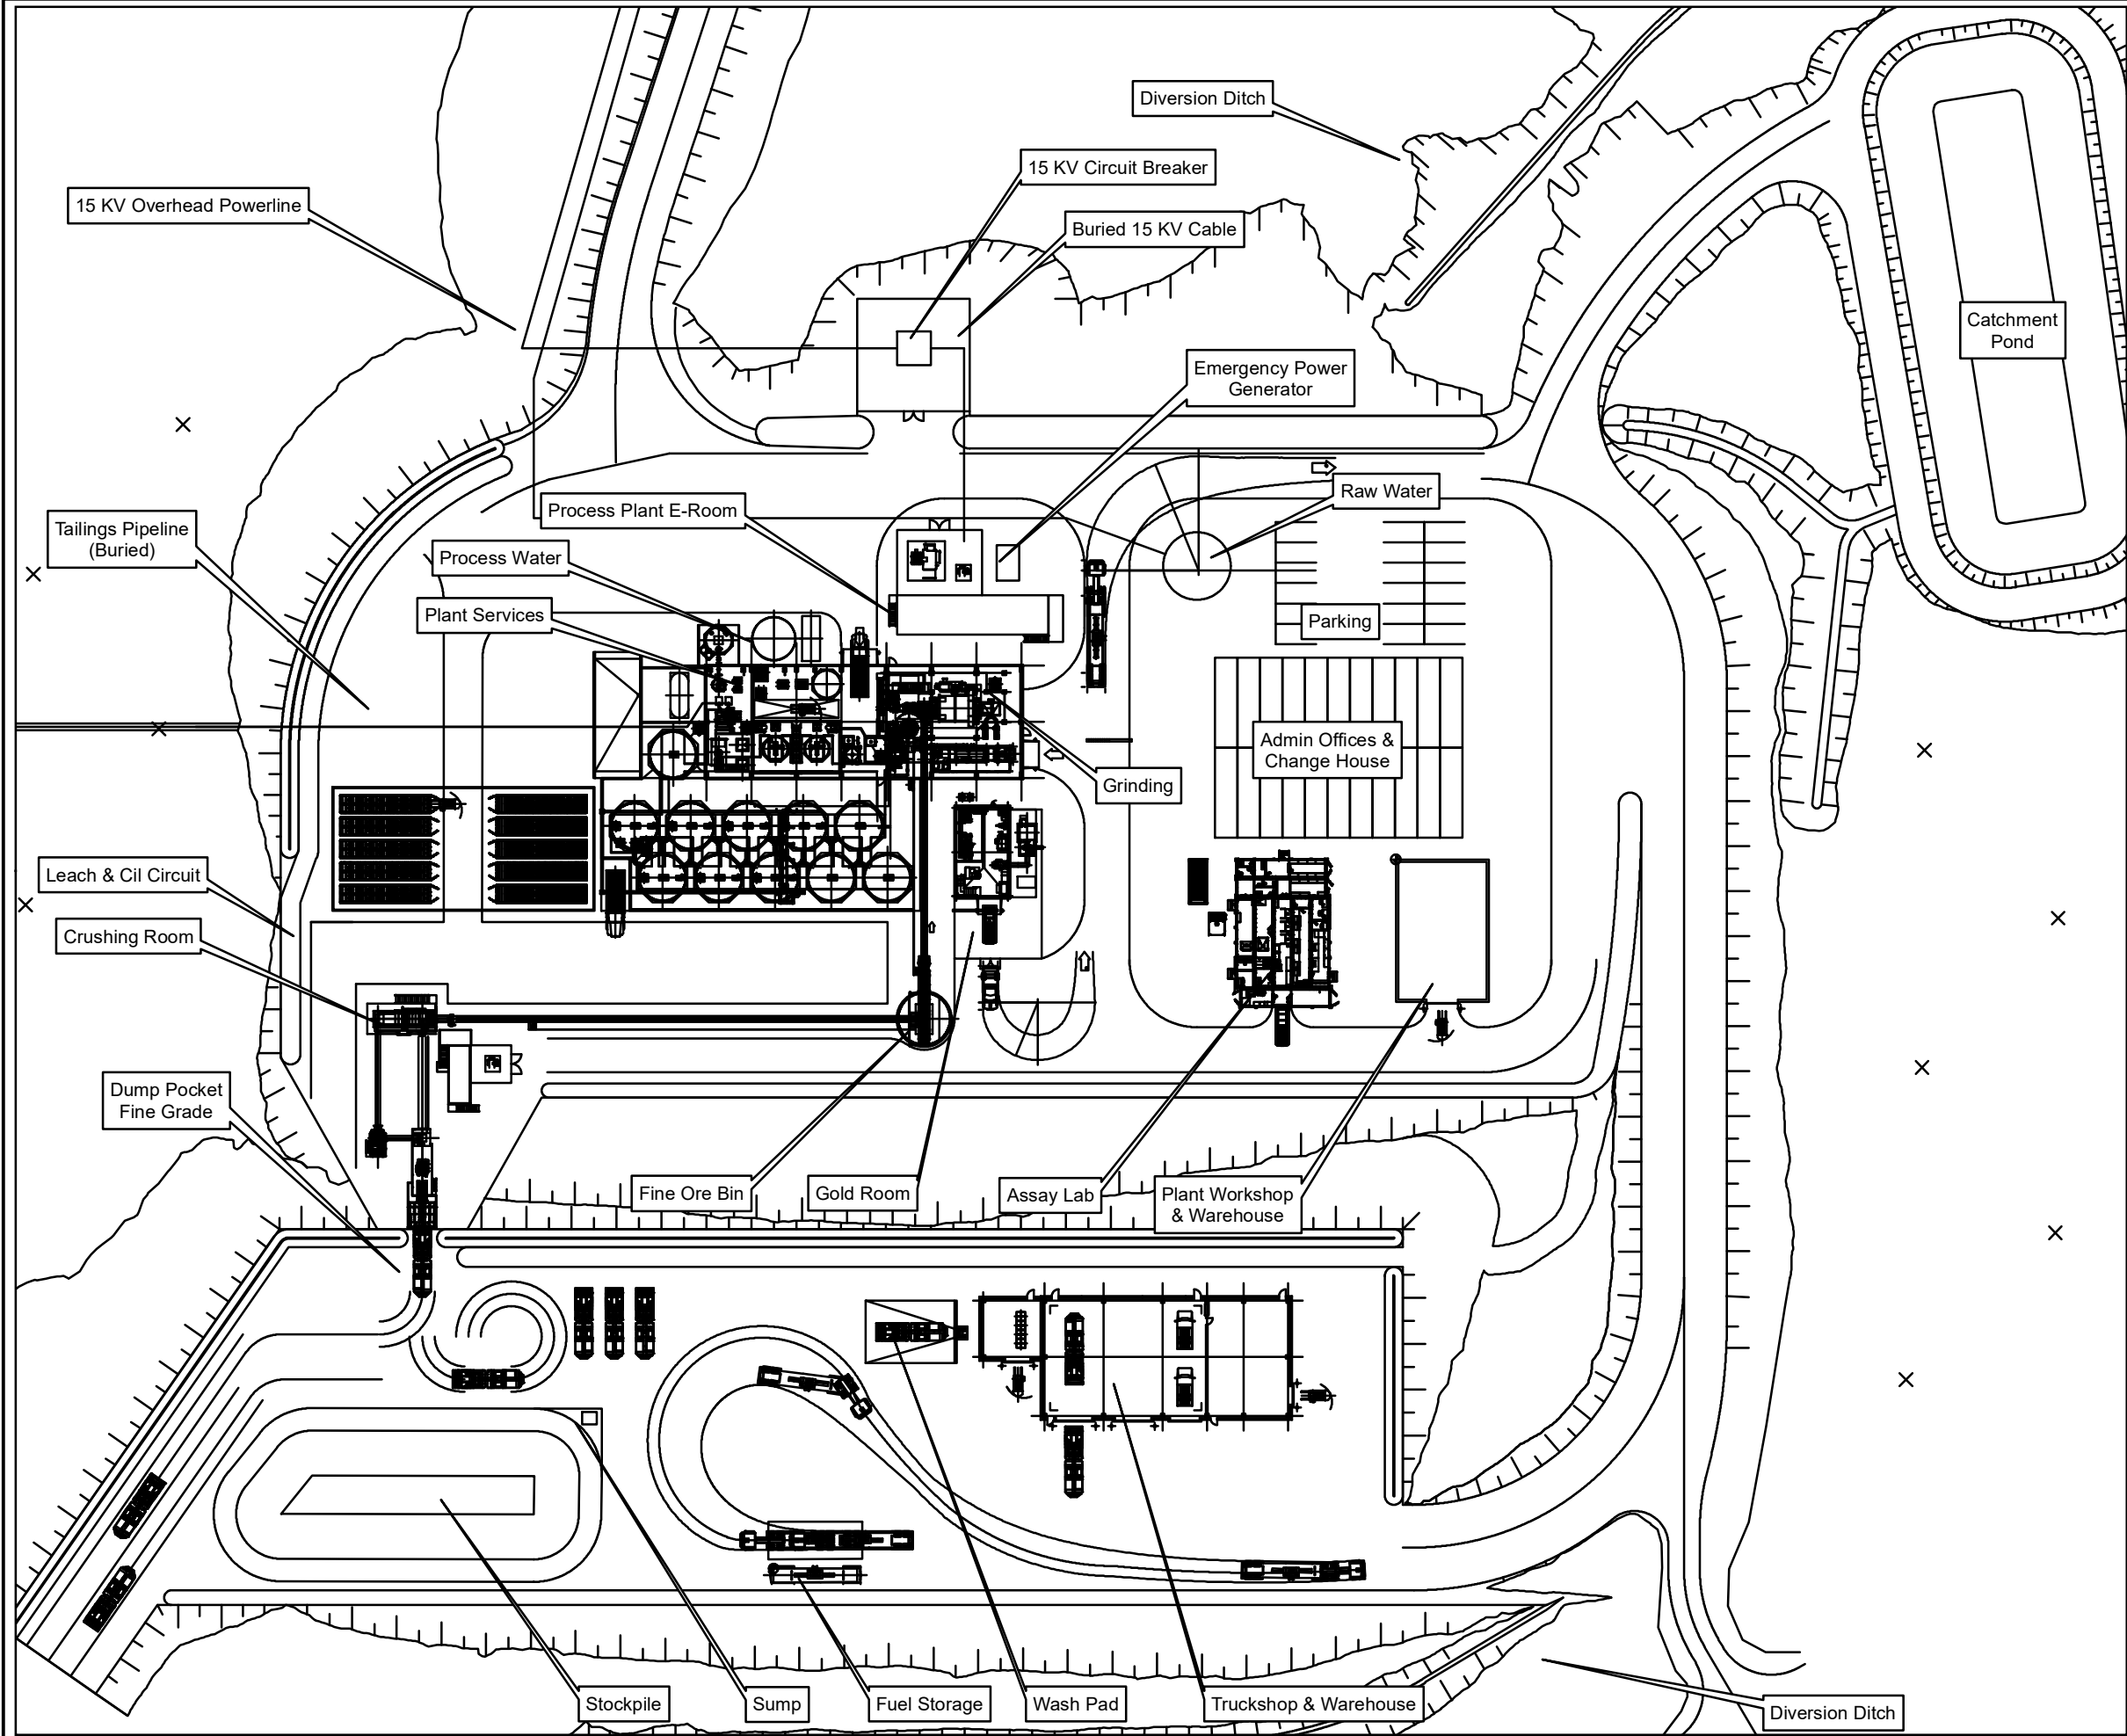 Diversion Ditch
15 KV Circuit Breaker
15 KV Overhead Powerline
Buried 15 KV Cable
Catchment
Pond
Emergency Power
Generator
Raw Water
Process Plant E-Room
Tailings Pipeline
(Buried)
Process Water
Plant Services
Parking
Admin Offices &
Change House
Grinding
Leach & Cil Circuit
Crushing Room
Dump Pocket
Fine Grade
Fine Ore Bin
Gold Room
Assay Lab
Plant Workshop
& Warehouse
Stockpile
Sump
Fuel Storage
Wash Pad
Truckshop & Warehouse
Diversion Ditch